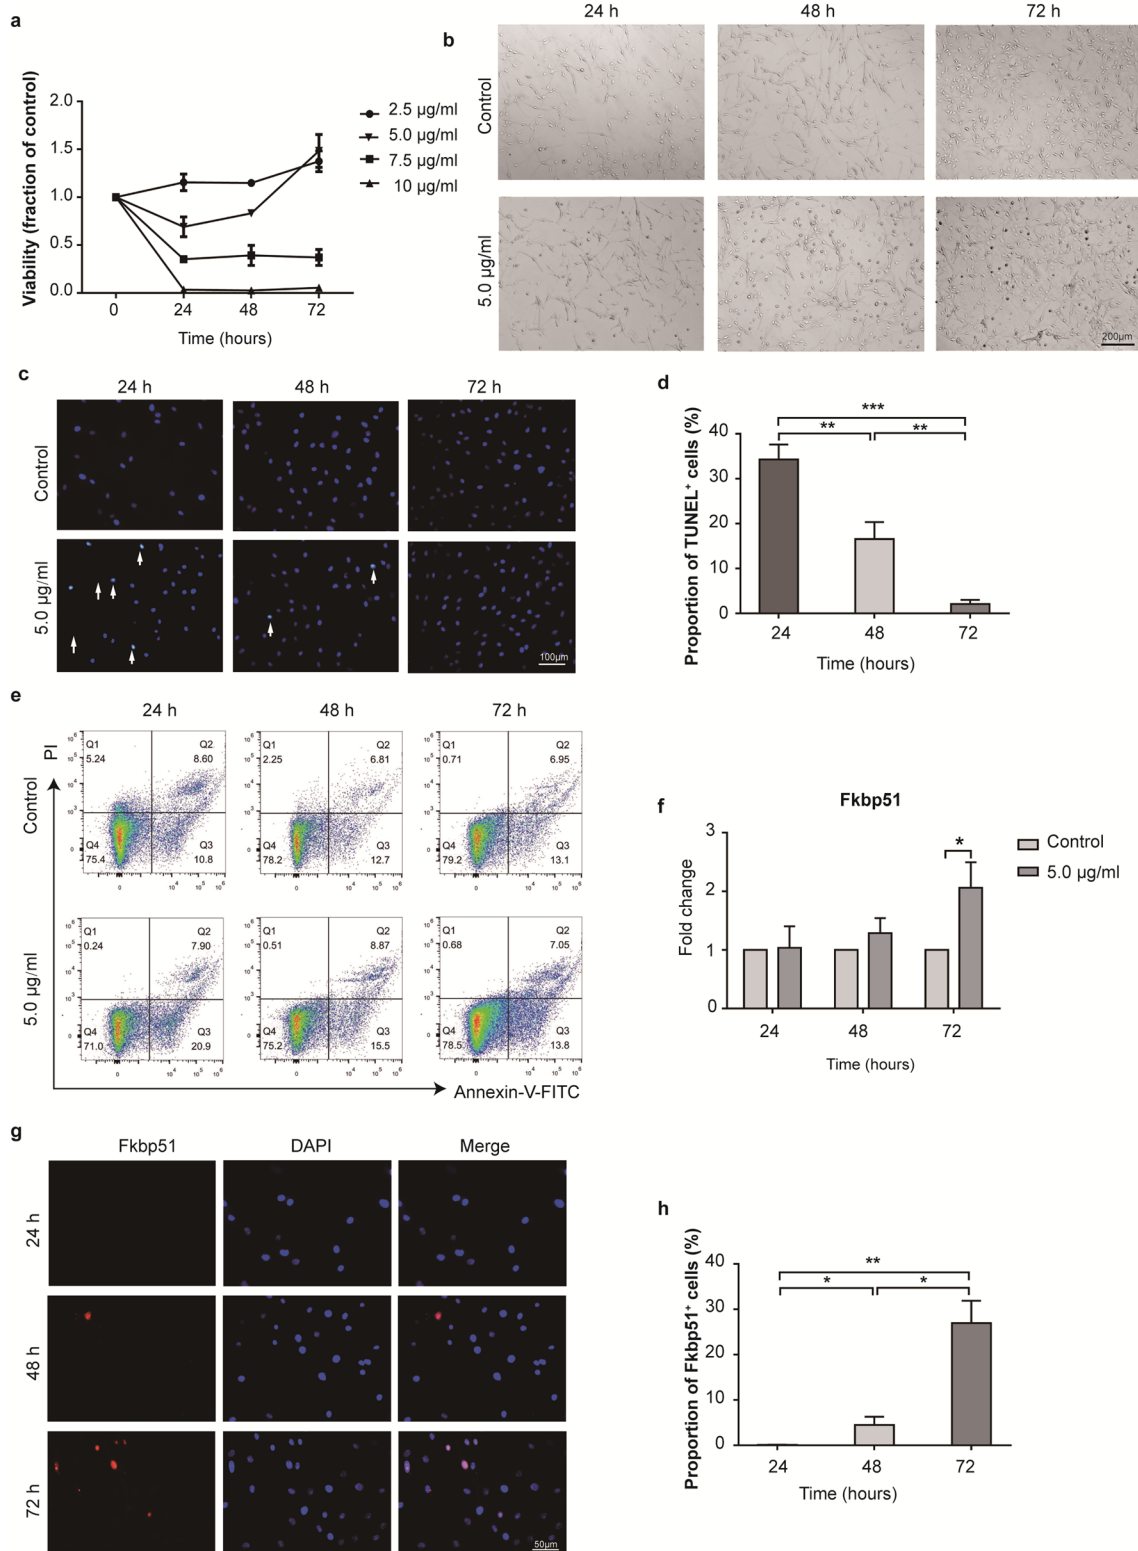 a
2.0
1.5
1.0
0.5
0.0
0
24
48
72
Viability (fraction of control)
Time (hours)
2.5 µg/ml
5.0 µg/ml
7.5 µg/ml
10 µg/ml
b
24 h
48 h
72 h
Control
5.0 µg/ml
200µm
c
24 h
48 h
72 h
Control
5.0 µg/ml
100µm
d
***
**
**
40
30
20
10
0
24
48
72
Proportion of TUNEL⁺ cells (%)
Time (hours)
e
24 h
48 h
72 h
PI
Control
Q1
5.24
Q2
8.60
Q4
75.4
Q3
10.8
Q1
2.25
Q2
6.81
Q4
78.2
Q3
12.7
Q1
0.71
Q2
6.95
Q4
79.2
Q3
13.1
5.0 µg/ml
Q1
0.24
Q2
7.90
Q4
71.0
Q3
20.9
Q1
0.51
Q2
8.87
Q4
75.2
Q3
15.5
Q1
0.68
Q2
7.05
Q4
78.5
Q3
13.8
Annexin-V-FITC
f
Fkbp51
3
2
1
0
*
24
48
72
Fold change
Time (hours)
Control
5.0 µg/ml
g
Fkbp51
DAPI
Merge
24 h
48 h
72 h
50µm
h
**
*
*
40
30
20
10
0
24
48
72
Proportion of Fkbp51⁺ cells (%)
Time (hours)